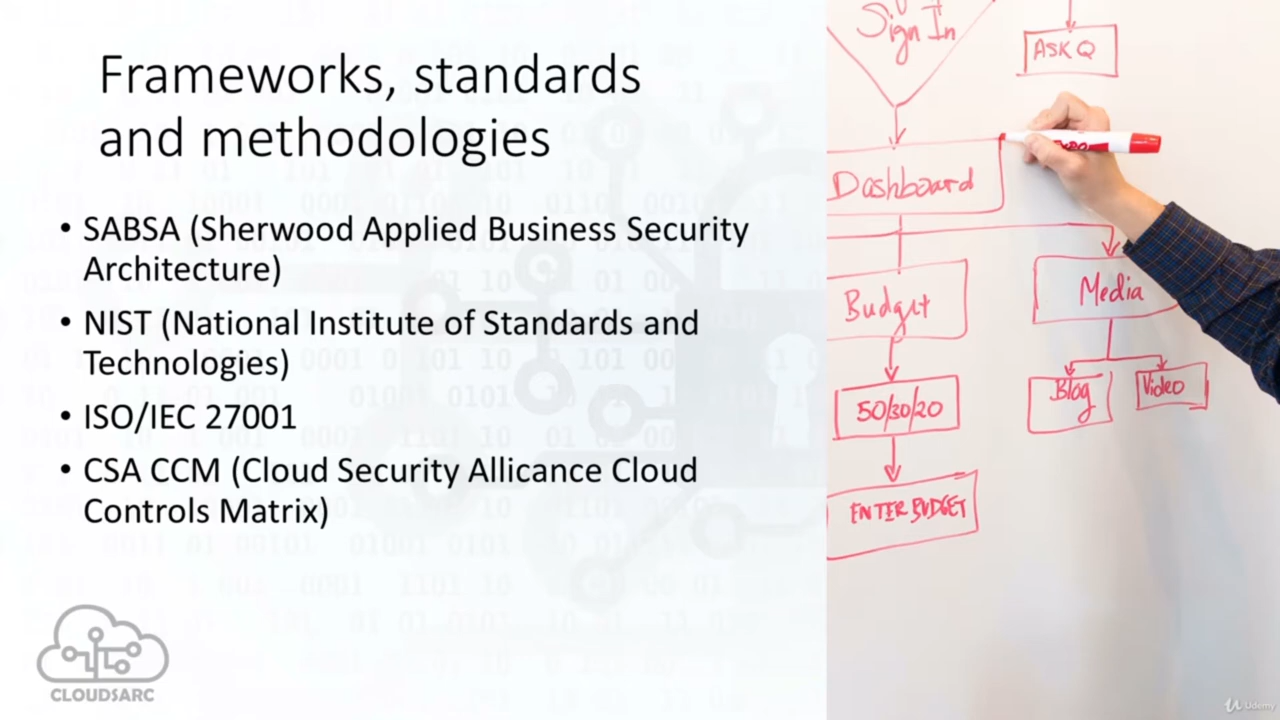 Frameworks, standards
and methodologies
• SABSA (Sherwood Applied Business Security
Architecture)
• NIST (National Institute of Standards and
Technologies)
• ISO/IEC 27001
• CSA CCM (Cloud Security Allicance Cloud
Controls Matrix)
CLOUDSARC
Sign In
ASK Q
Dashboard
Budget
Media
50/30/20
Blog
Video
ENTER BUDGET
Udemy